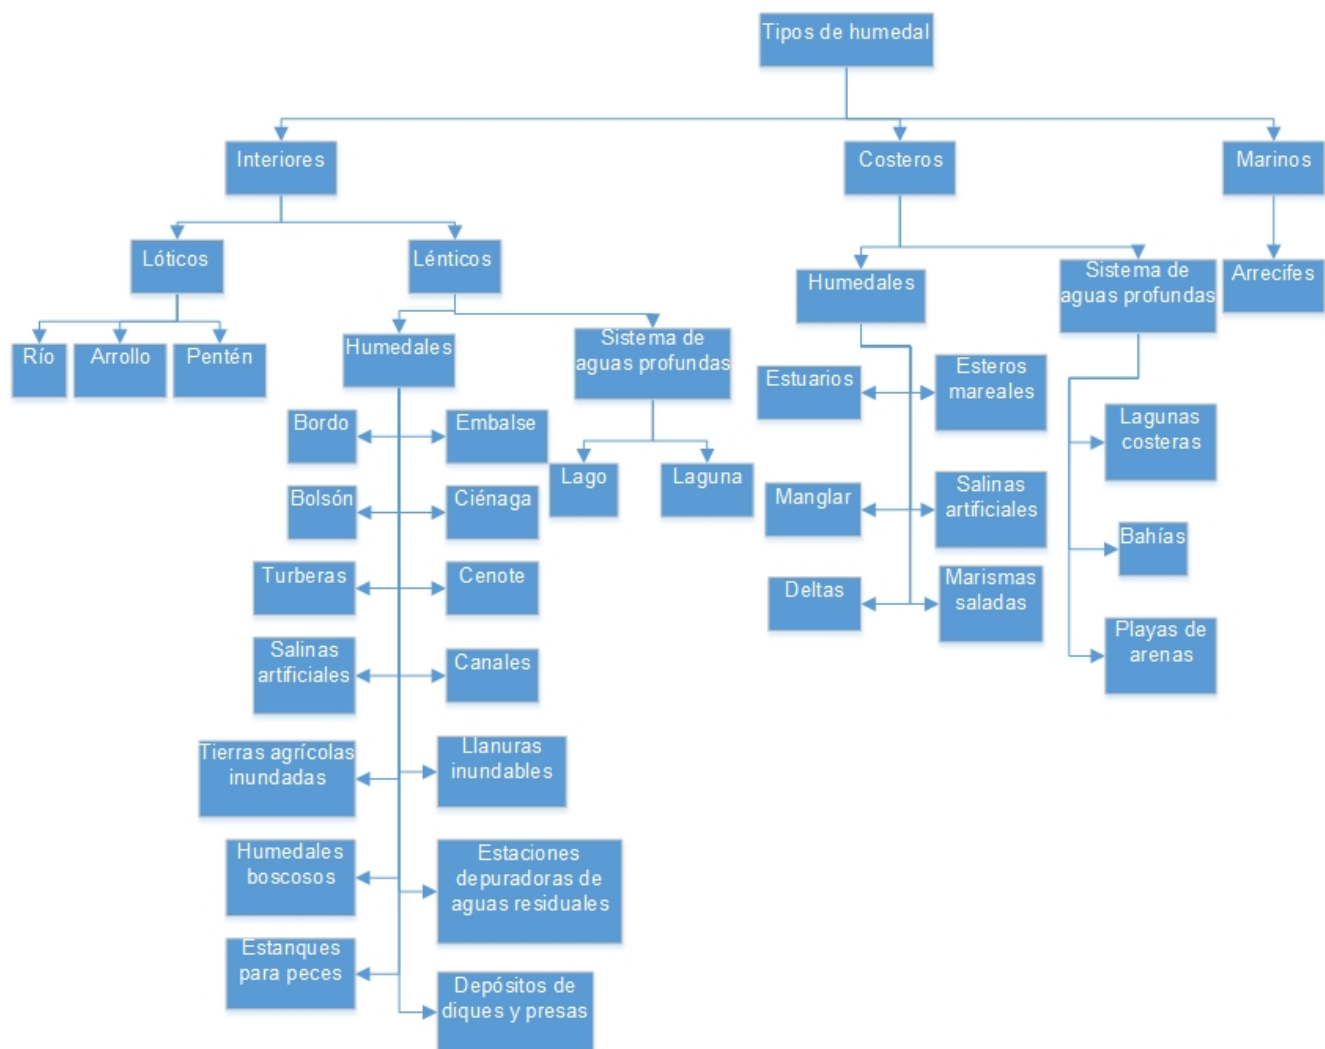 Tipos de humedal
Interiores
Costeros
Marinos
Lóticos
Lénticos
Humedales
Sistema de
aguas profundas
Arrecifes
Río
Arrollo
Pentén
Humedales
Sistema de
aguas profundas
Estuarios
Esteros
mareales
Lagunas
costeras
Bordo
Embalse
Lago
Laguna
Bolsón
Ciénaga
Manglar
Salinas
artificiales
Bahías
Turberas
Cenote
Deltas
Marismas
saladas
Playas de
arenas
Salinas
artificiales
Canales
Tierras agrícolas
inundadas
Llanuras
inundables
Humedales
boscosos
Estaciones
depuradoras de
aguas residuales
Estanques
para peces
Depósitos de
diques y presas